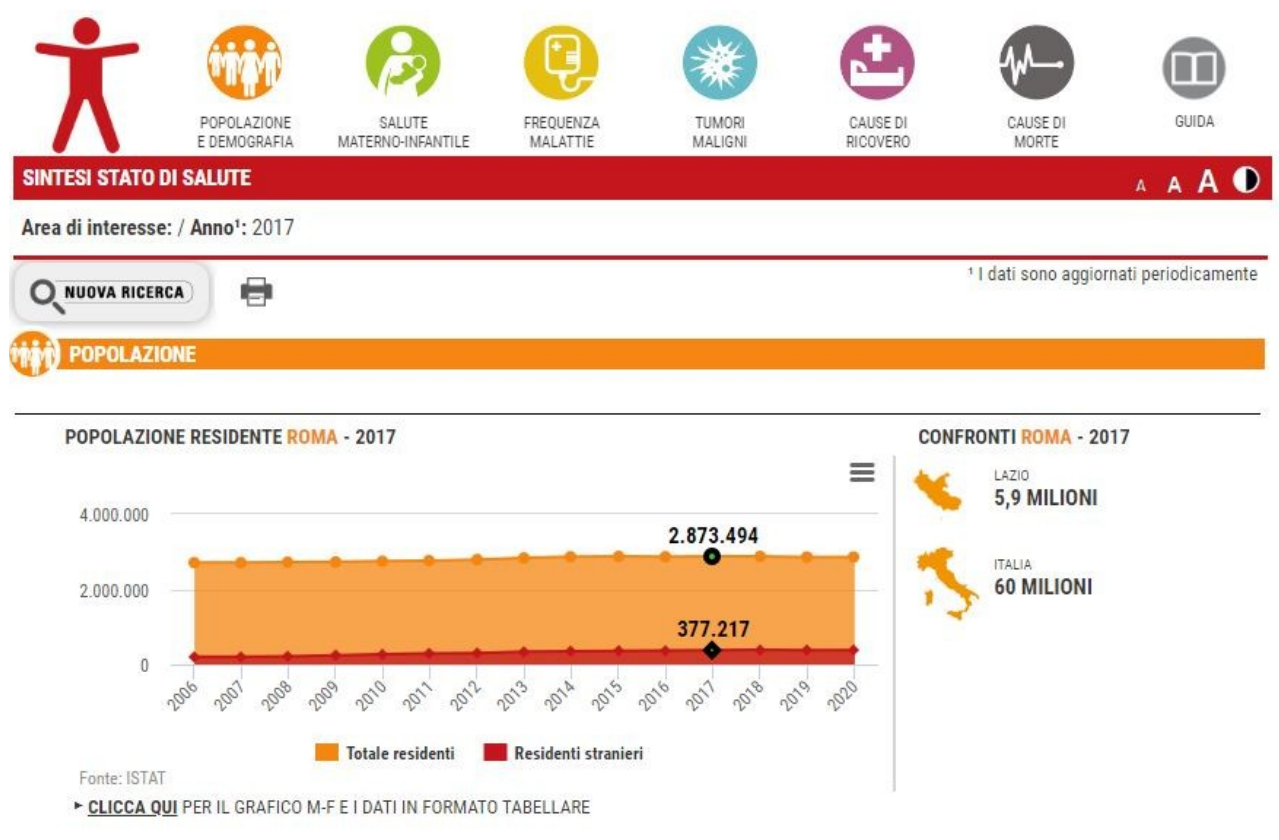 POPOLAZIONE
E DEMOGRAFIA
SALUTE
MATERNO-INFANTILE
FREQUENZA
MALATTIE
TUMORI
MALIGNI
CAUSE DI
RICOVERO
CAUSE DI
MORTE
GUIDA
SINTESI STATO DI SALUTE
A A A
Area di interesse: / Anno¹: 2017
NUOVA RICERCA
¹ I dati sono aggiornati periodicamente
POPOLAZIONE
POPOLAZIONE RESIDENTE ROMA - 2017
4.000.000
2.000.000
0
2.873.494
377.217
2006 2007 2008 2009 2010 2011 2012 2013 2014 2015 2016 2017 2018 2019 2020
Totale residenti Residenti stranieri
Fonte: ISTAT
► CLICCA QUI PER IL GRAFICO M-F E I DATI IN FORMATO TABELLARE
CONFRONTI ROMA - 2017
LAZIO
5,9 MILIONI
ITALIA
60 MILIONI